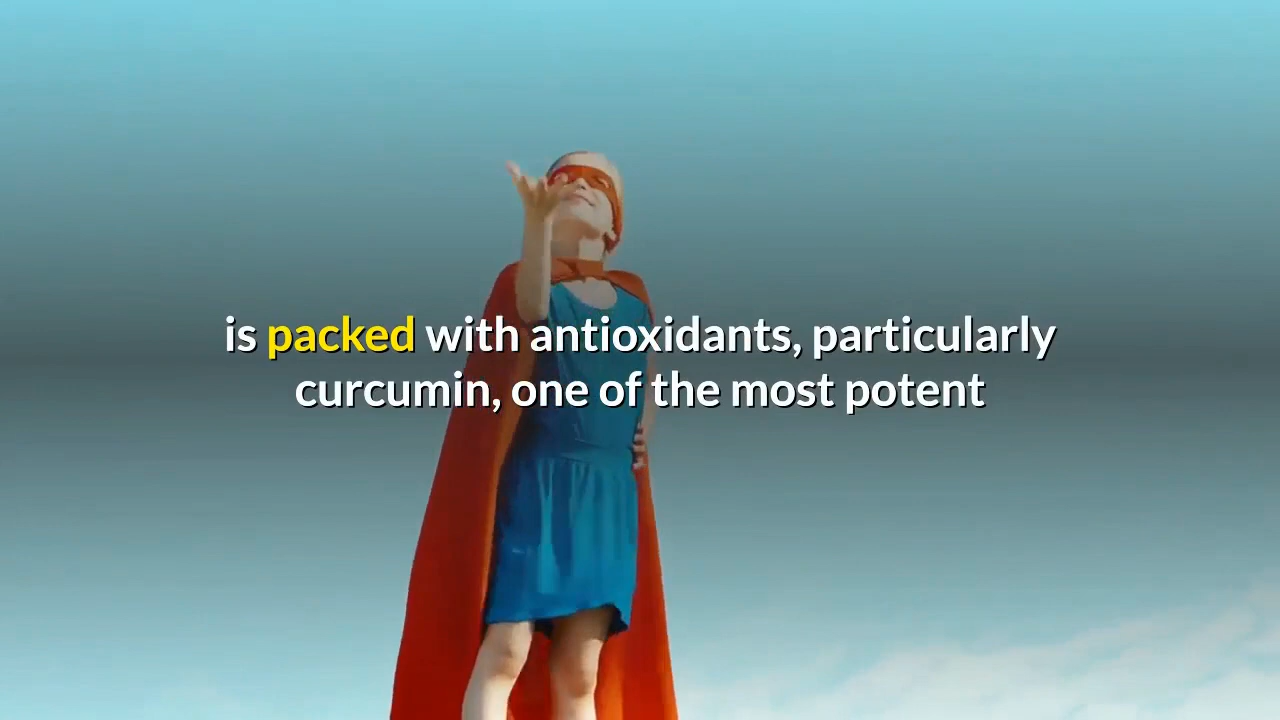 is packed with antioxidants, particularly
curcumin, one of the most potent